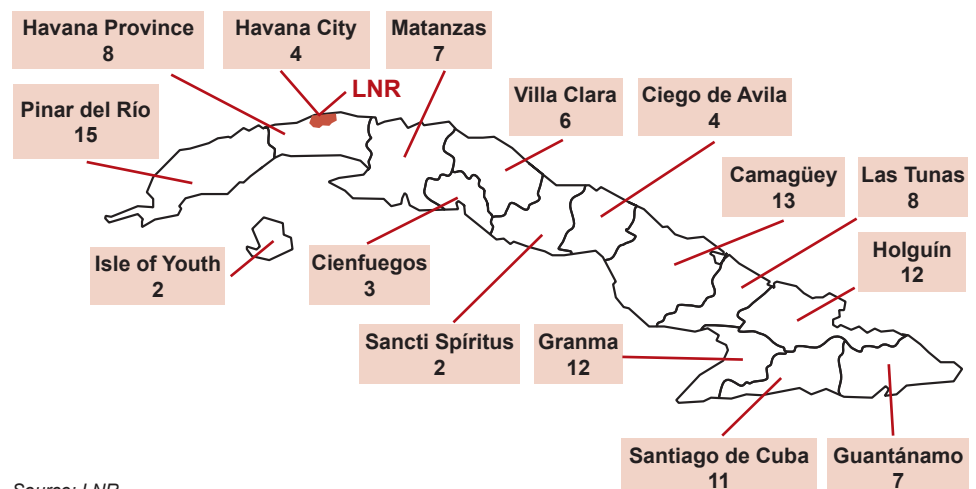 Havana Province
8
Havana City
4
Matanzas
7
LNR
Pinar del Río
15
Villa Clara
6
Ciego de Avila
4
Camagüey
13
Las Tunas
8
Holguín
12
Isle of Youth
2
Cienfuegos
3
Sancti Spíritus
2
Granma
12
Santiago de Cuba
11
Guantánamo
7
Source: LNR